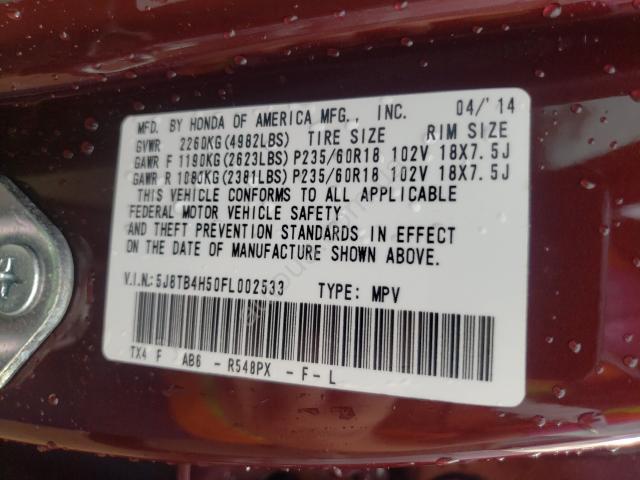 MFD. BY HONDA OF AMERICA MFG., INC. 04/'14
GVWR 2260KG(4982LBS) TIRE SIZE RIM SIZE
GAWR F 1190KG(2623LBS)P235/60R18 102V 18X7.5J
GAWR R 1080KG(2381LBS)P235/60R18 102V 18X7.5J
THIS VEHICLE CONFORMS TO ALL APPLICABLE
FEDERAL MOTOR VEHICLE SAFETY
AND THEFT PREVENTION STANDARDS IN EFFECT
ON THE DATE OF MANUFACTURE SHOWN ABOVE.
V.I.N.: 5J8TB4H50FL002533 TYPE: MPV
TX4 F AB6 - R548PX - F - L